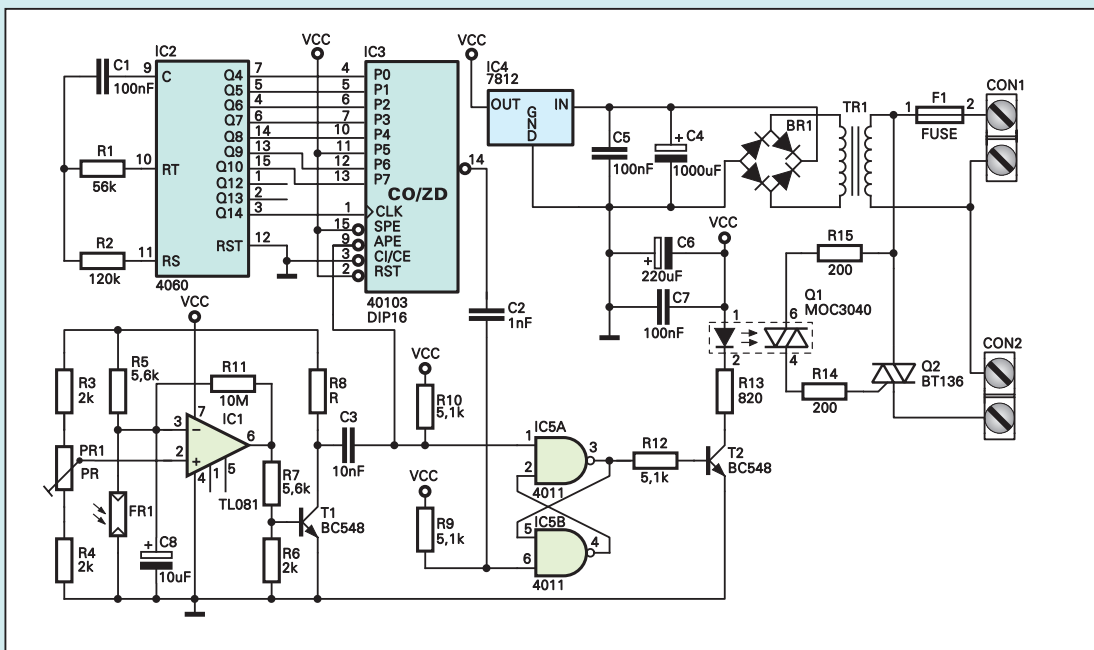 IC2
C1
100nF
9
C
R1
56k
10
RT
R2
120k
11
RS
Q4
Q5
Q6
Q7
Q8
Q9
Q10
Q12
Q13
Q14
RST
7
5
4
6
14
13
15
1
2
3
12
4060
VCC
IC3
4
5
6
7
10
11
12
13
1
15
9
3
2
P0
P1
P2
P3
P4
P5
P6
P7
CO/ZD
CLK
SPE
APE
CI/CE
RST
14
40103
DIP16
VCC
IC4
7812
OUT
GND
IN
C5
100nF
+
C4
1000uF
BR1
TR1
1
F1
2
FUSE
CON1
C2
1nF
C6
+
220uF
C7
100nF
VCC
R15
200
Q1
MOC3040
1
2
6
4
R14
200
Q2
BT136
CON2
R13
820
VCC
R3
2k
R5
5,6k
R11
10M
IC1
7
3
-
2
+
6
4
1
5
TL081
PR1
PR
FR1
R4
2k
+
C8
10uF
R7
5,6k
R6
2k
R8
R
T1
BC548
C3
10nF
VCC
R10
5,1k
VCC
R9
5,1k
IC5A
1
2
3
4011
IC5B
5
6
4
4011
R12
5,1k
T2
BC548